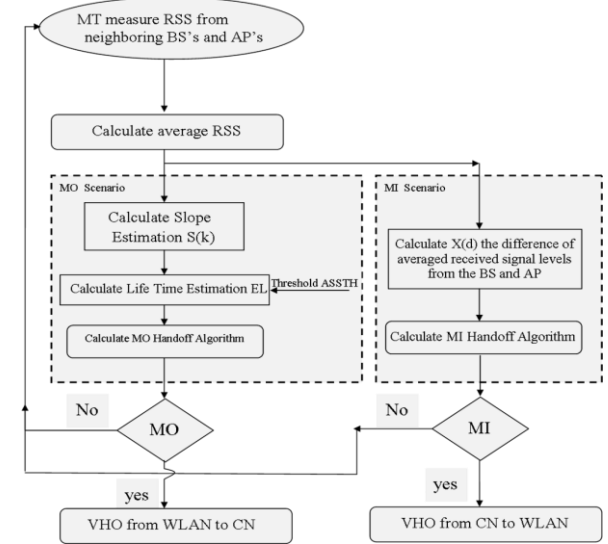 MT measure RSS from
neighboring BS's and AP's
Calculate average RSS
MO Scenario
Calculate Slope
Estimation S(k)
Calculate Life Time Estimation EL
Threshold ASSTH
Calculate MO Handoff Algorithm
MI Scenario
Calculate X(d) the difference of
averaged received signal levels
from the BS and AP
Calculate MI Handoff Algorithm
No
MO
yes
VHO from WLAN to CN
No
MI
yes
VHO from CN to WLAN